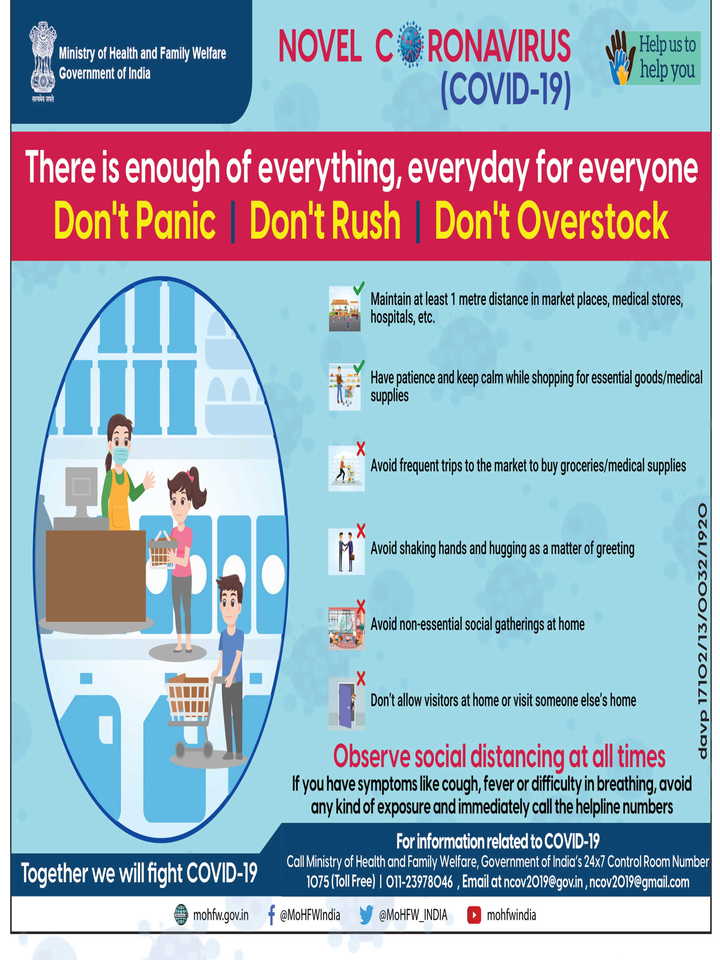 Ministry of Health and Family Welfare
Government of India
NOVEL CORONAVIRUS
(COVID-19)
Help us to
help you
There is enough of everything, everyday for everyone
Don't Panic | Don't Rush | Don't Overstock
Maintain at least 1 metre distance in market places, medical stores,
hospitals, etc.
Have patience and keep calm while shopping for essential goods/medical
supplies
Avoid frequent trips to the market to buy groceries/medical supplies
Avoid shaking hands and hugging as a matter of greeting
Avoid non-essential social gatherings at home
Don't allow visitors at home or visit someone else's home
davp 17102/13/0032/1920
Observe social distancing at all times
If you have symptoms like cough, fever or difficulty in breathing, avoid
any kind of exposure and immediately call the helpline numbers
Together we will fight COVID-19
For information related to COVID-19
Call Ministry of Health and Family Welfare, Government of India's 24x7 Control Room Number
1075 (Toll Free) | 011-23978046 , Email at ncov2019@gov.in , ncov2019@gmail.com
mohfw.gov.in @MoHFWIndia @MoHFW_INDIA mohfwindia